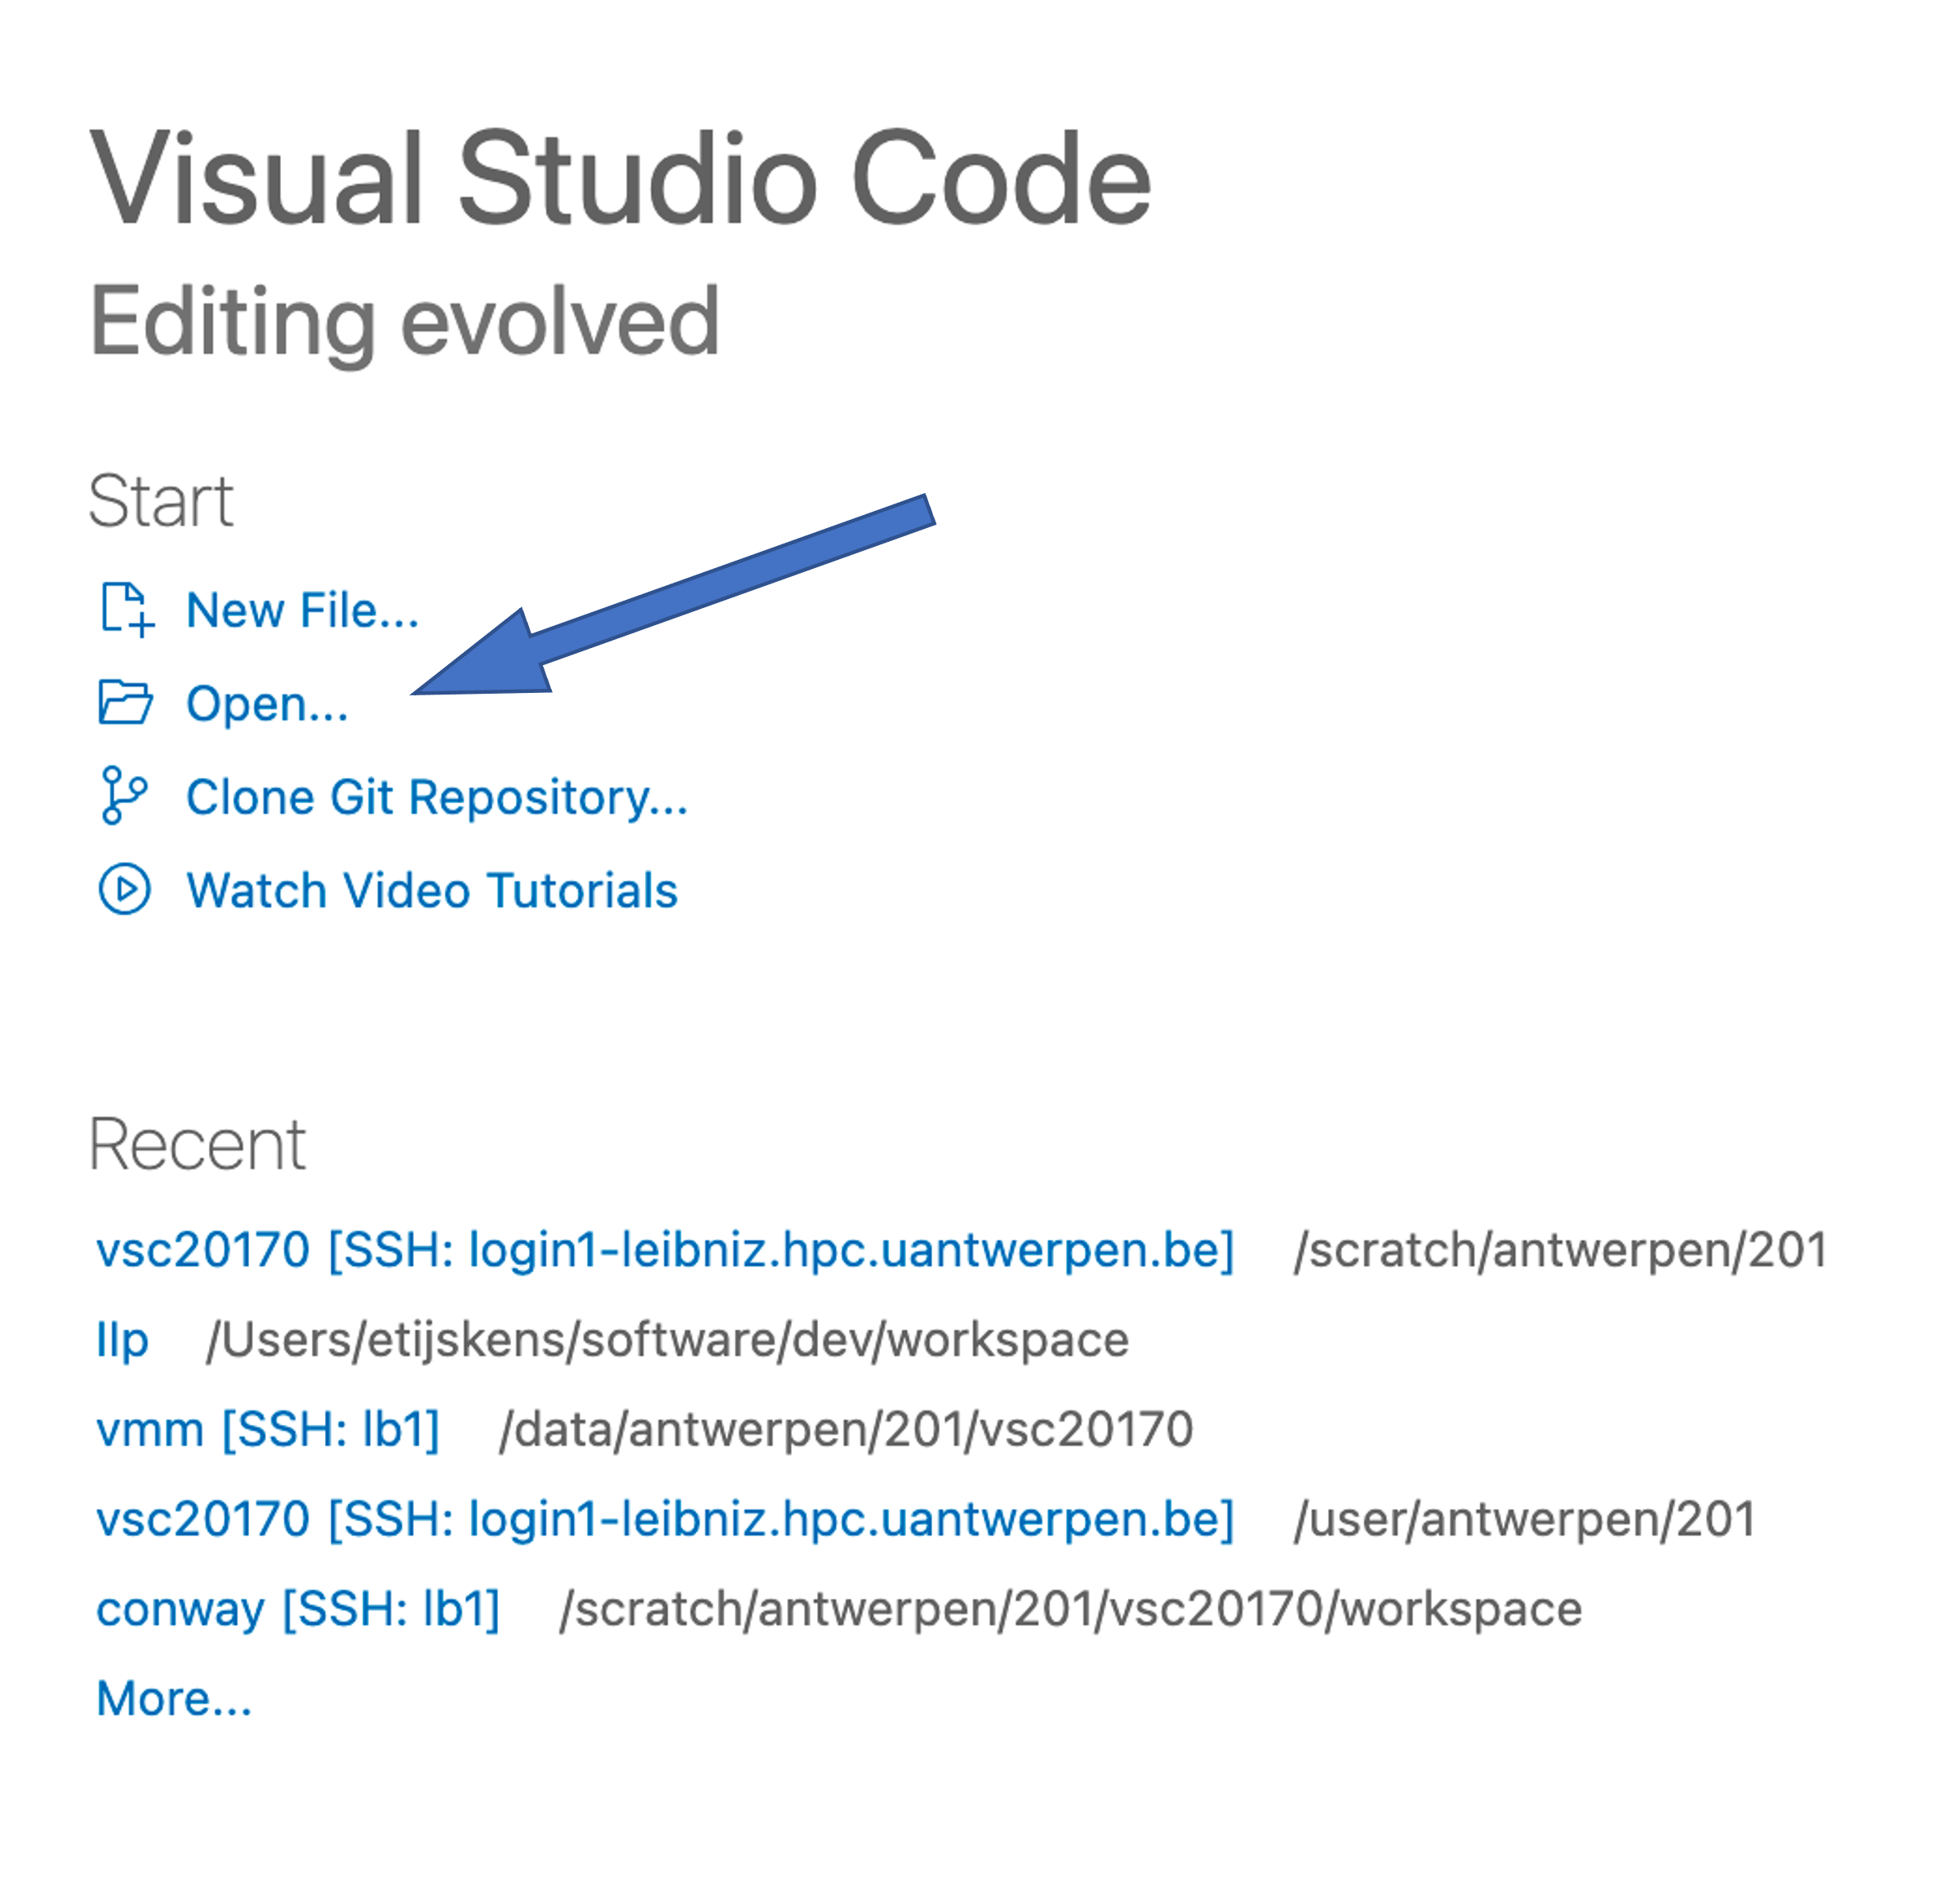 Visual Studio Code
Editing evolved
Start
New File...
Open...
Clone Git Repository...
Watch Video Tutorials
Recent
vsc20170 [SSH: login1-leibniz.hpc.uantwerpen.be] /scratch/antwerpen/201
llp /Users/etijskens/software/dev/workspace
vmm [SSH: lb1] /data/antwerpen/201/vsc20170
vsc20170 [SSH: login1-leibniz.hpc.uantwerpen.be] /user/antwerpen/201
conway [SSH: lb1] /scratch/antwerpen/201/vsc20170/workspace
More...